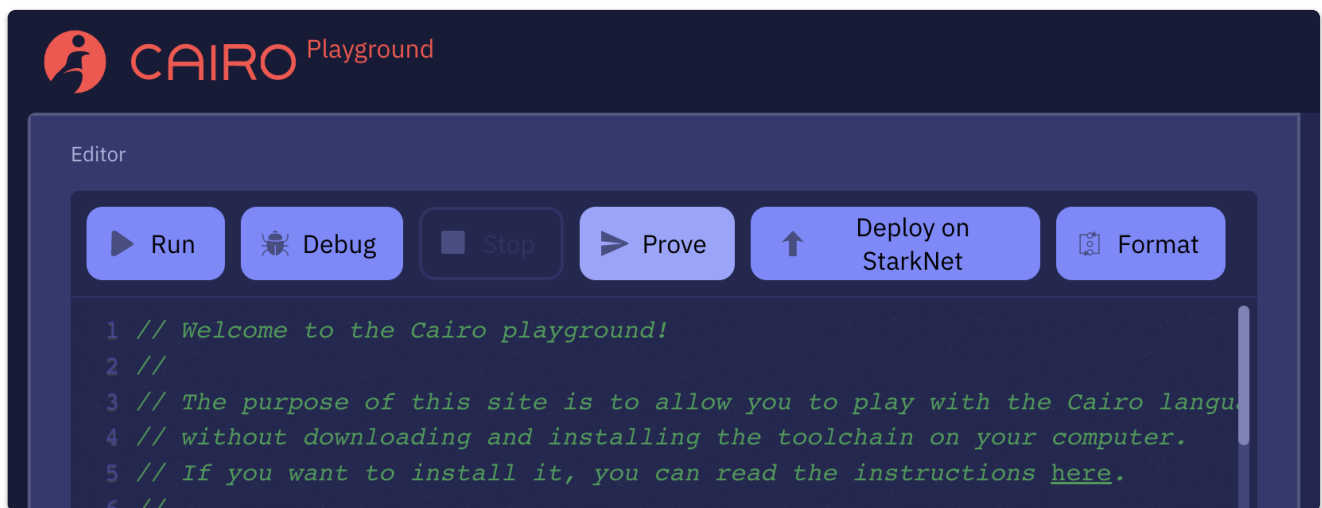 CAIRO Playground
Editor
Run Debug Stop Prove Deploy on StarkNet Format
1 // Welcome to the Cairo playground!
2 //
3 // The purpose of this site is to allow you to play with the Cairo langu
4 // without downloading and installing the toolchain on your computer.
5 // If you want to install it, you can read the instructions here.
6 //